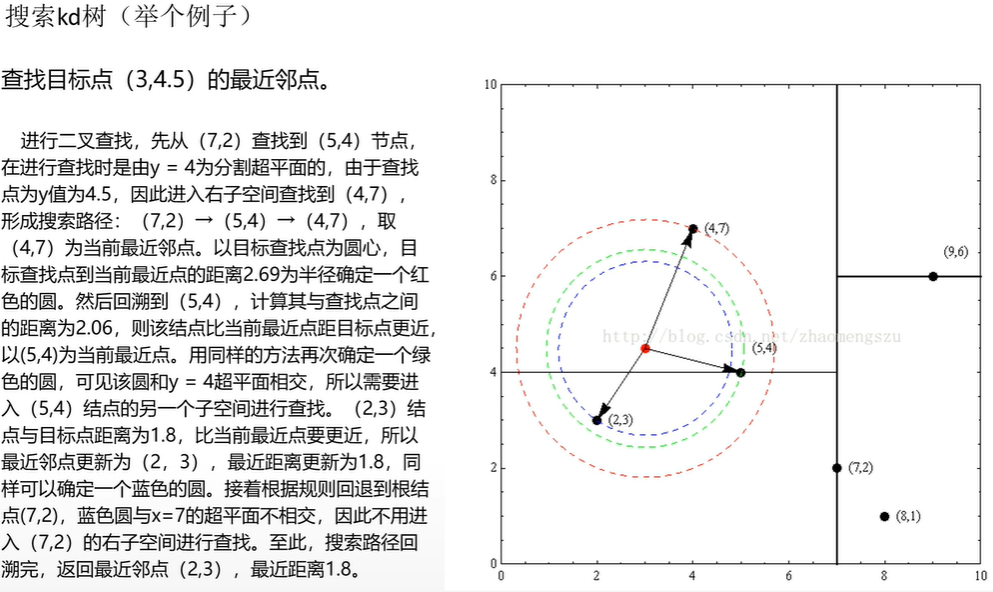 搜索kd树（举个例子）
查找目标点（3,4.5）的最近邻点。
进行二叉查找，先从（7,2）查找到（5,4）节点，
在进行查找时是由y = 4为分割超平面的，由于查找
点为y值为4.5，因此进入右子空间查找到（4,7），
形成搜索路径：（7,2）→（5,4）→（4,7），取
（4,7）为当前最近邻点。以目标查找点为圆心，目
标查找点到当前最近点的距离2.69为半径确定一个红
色的圆。然后回溯到（5,4），计算其与查找点之间
的距离为2.06，则该结点比当前最近点距目标点更近，
以(5,4)为当前最近点。用同样的方法再次确定一个绿
色的圆，可见该圆和y = 4超平面相交，所以需要进
入（5,4）结点的另一个子空间进行查找。（2,3）结
点与目标点距离为1.8，比当前最近点要更近，所以
最近邻点更新为（2，3），最近距离更新为1.8，同
样可以确定一个蓝色的圆。接着根据规则回退到根结
点(7,2)，蓝色圆与x=7的超平面不相交，因此不用进
入（7,2）的右子空间进行查找。至此，搜索路径回
溯完，返回最近邻点（2,3），最近距离1.8。
10
8
(4,7)
(9,6)
6
http://blog.csdn.net/zhaomengszu
(5,4)
4
(2,3)
(7,2)
2
(8,1)
0
0
2
4
6
8
10